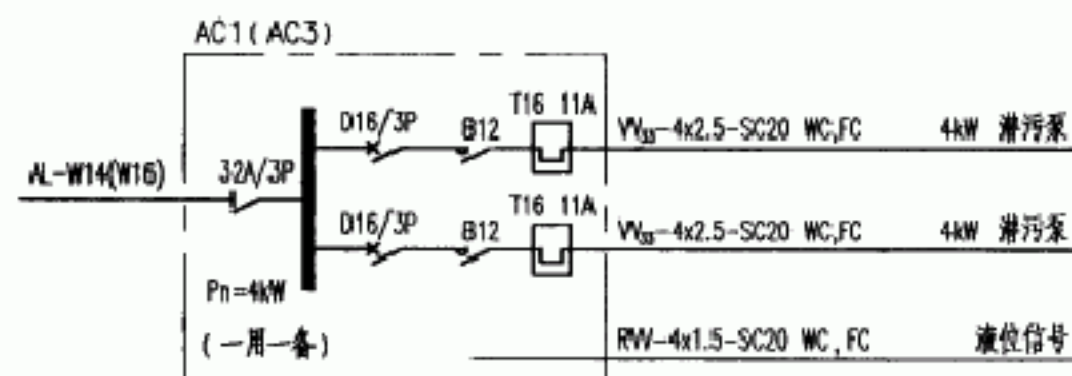 AC1(AC3)
T16 11A
D16/3P
B12
VV₃₃-4x2.5-SC20 WC,FC 4kW 潜污泵
AL-W14(W16)
32A/3P
T16 11A
D16/3P
B12
VV₃₃-4x2.5-SC20 WC,FC 4kW 潜污泵
Pn=4kW
(一用一备)
RVV-4x1.5-SC20 WC,FC 液位信号